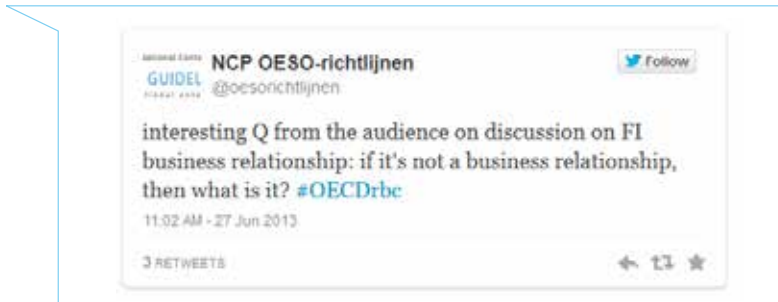 NCP OESO-richtlijnen
Follow
GUIDEL
@oesorichtlijnen
interesting Q from the audience on discussion on FI
business relationship: if it's not a business relationship,
then what is it? #OECDrbc
11:02 AM - 27 Jun 2013
3 RETWEETS